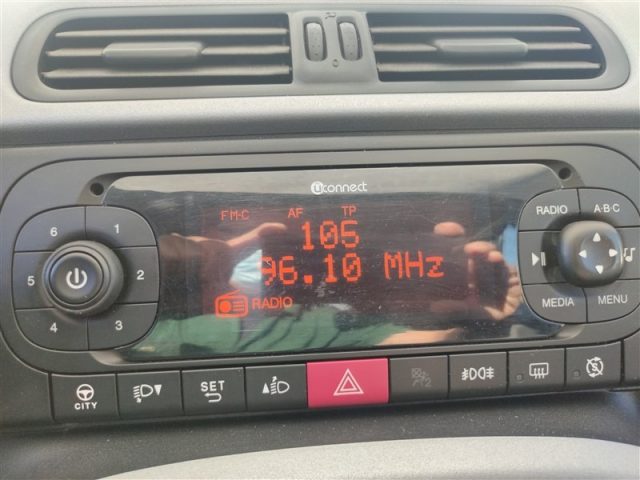 uconnect
FM-C AF TP
105
96.10 MHz
RADIO
6 1
5 2
4 3
RADIO A·B·C
MEDIA MENU
CITY
SET